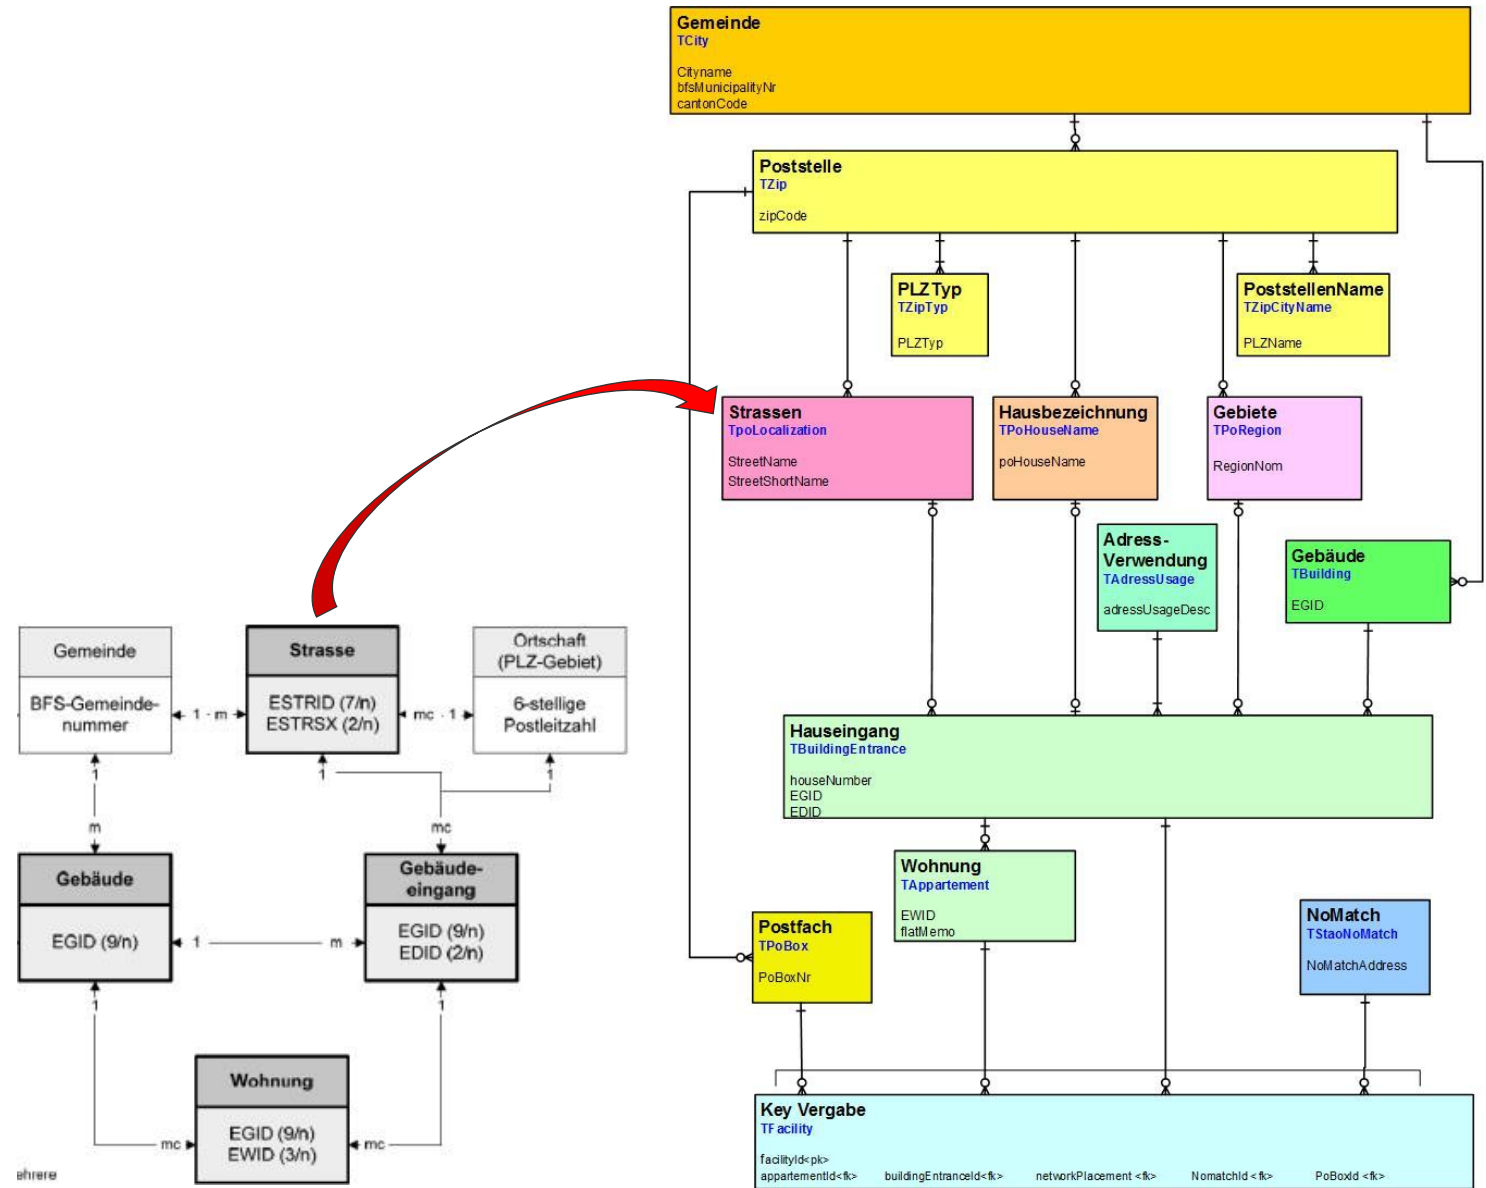 Gemeinde
TCity
Cityname
bfsMunicipalityNr
cantonCode
Poststelle
TZip
zipCode
PLZTyp
TZipTyp
PLZTyp
PoststellenName
TZipCityName
PLZName
Strassen
TpoLocalization
StreetName
StreetShortName
Hausbezeichnung
TPoHouseName
poHouseName
Gebiete
TPoRegion
RegionNom
Adress-
Verwendung
TAdressUsage
adressUsageDesc
Gebäude
TBuilding
EGID
Hauseingang
TBuildingEntrance
houseNumber
EGID
EDID
Wohnung
TAppartement
EWID
flatMemo
Postfach
TPoBox
PoBoxNr
NoMatch
TStaoNoMatch
NoMatchAddress
Key Vergabe
TFacility
facilityId<pk>
appartementId<fk> buildingEntranceId<fk> networkPlacement <fk> NomatchId <fk> PoBoxId <fk>
Gemeinde
BFS-Gemeinde-
nummer
1 - m
Strasse
ESTRID (7/n)
ESTRSX (2/n)
mc - 1
Ortschaft
(PLZ-Gebiet)
6-stellige
Postleitzahl
1
1
1
m
mc
Gebäude
EGID (9/n)
1
m
Gebäude-
eingang
EGID (9/n)
EDID (2/n)
1
1
Wohnung
EGID (9/n)
EWID (3/n)
mc
mc
ehrere